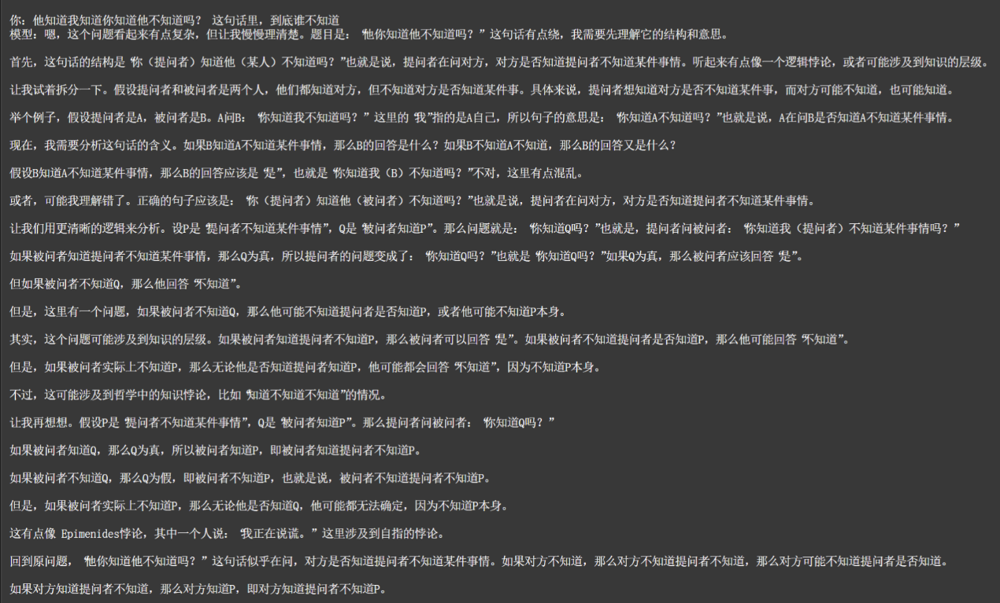 你：他知道我知道你知道他不知道吗？ 这句话里，到底谁不知道
模型：嗯，这个问题看起来有点复杂，但让我慢慢理清楚。题目是：“他你知道他不知道吗？”这句话有点绕，我需要先理解它的结构和意思。
首先，这句话的结构是“你（提问者）知道他（某人）不知道吗？”也就是说，提问者在问对方，对方是否知道提问者不知道某件事情。听起来有点像一个逻辑悖论，或者可能涉及到知识的层级。
让我试着拆分一下。假设提问者和被问者是两个人，他们都知道对方，但不知道对方是否知道某件事。具体来说，提问者想知道对方是否不知道某件事，而对方可能不知道，也可能知道。
举个例子，假设提问者是A，被问者是B。A问B：“你知道我不知道吗？”这里的“我”指的是A自己，所以句子的意思是：“你知道A不知道吗？”也就是说，A在问B是否知道A不知道某件事情。
现在，我需要分析这句话的含义。如果B知道A不知道某件事情，那么B的回答是什么？如果B不知道A不知道，那么B的回答又是什么？
假设B知道A不知道某件事情，那么B的回答应该是“是”，也就是“你知道我（B）不知道吗？”不对，这里有点混乱。
或者，可能我理解错了。正确的句子应该是：“你（提问者）知道他（被问者）不知道吗？”也就是说，提问者在问对方，对方是否知道提问者不知道某件事情。
让我们用更清晰的逻辑来分析。设P是“提问者不知道某件事情”，Q是“被问者知道P”。那么问题就是：“你知道Q吗？”也就是，提问者问被问者：“你知道我（提问者）不知道某件事情吗？”
如果被问者知道提问者不知道某件事情，那么Q为真，所以提问者的问题变成了：“你知道Q吗？”也就是“你知道Q吗？”如果Q为真，那么被问者应该回答“是”。
但如果被问者不知道Q，那么他回答“不知道”。
但是，这里有一个问题，如果被问者不知道Q，那么他可能不知道提问者是否知道P，或者他可能不知道P本身。
其实，这个问题可能涉及到知识的层级。如果被问者知道提问者不知道P，那么被问者可以回答“是”。如果被问者不知道提问者是否知道P，那么他可能回答“不知道”。
但是，如果被问者实际上不知道P，那么无论他是否知道提问者知道P，他可能都会回答“不知道”，因为不知道P本身。
不过，这可能涉及到哲学中的知识悖论，比如“知道不知道不知道”的情况。
让我再想想。假设P是“提问者不知道某件事情”，Q是“被问者知道P”。那么提问者问被问者：“你知道Q吗？”
如果被问者知道Q，那么Q为真，所以被问者知道P，即被问者知道提问者不知道P。
如果被问者不知道Q，那么Q为假，即被问者不知道P，也就是说，被问者不知道提问者不知道P。
但是，如果被问者实际上不知道P，那么无论他是否知道Q，他可能都无法确定，因为不知道P本身。
这有点像 Epimenides悖论，其中一个人说：“我正在说谎。”这里涉及到自指的悖论。
回到原问题，“他你知道他不知道吗？”这句话似乎在问，对方是否知道提问者不知道某件事情。如果对方不知道，那么对方不知道提问者不知道，那么对方可能不知道提问者是否知道。
如果对方知道提问者不知道，那么对方知道P，即对方知道提问者不知道P。